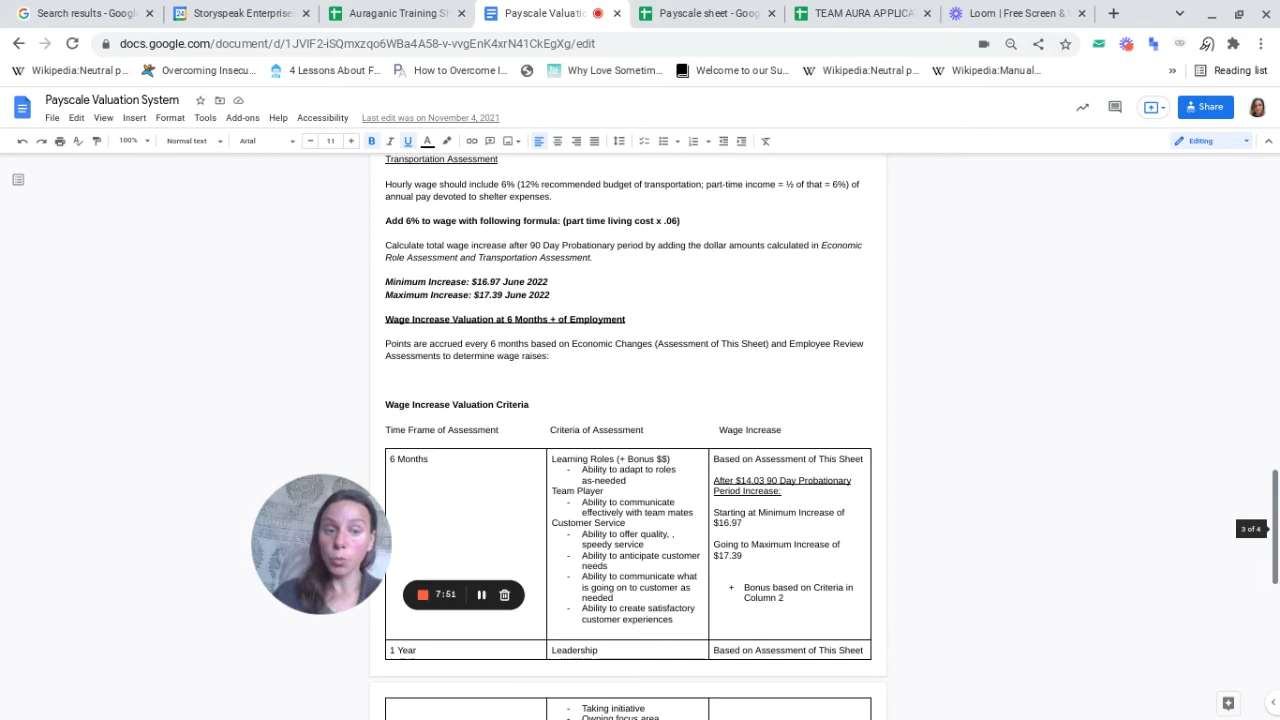 Google Calendar
Storyspeak Enterprise:
Auraganic Training SI
Payscale Valuatic
Payscale sheet - Goog
TEAM AURA APPLICA
Loom | Free Screen & V
docs.google.com/document/d/1JVIF2-iSQmxzqo6WBa4A58-v-vvgEnK4xrN41CkEgXg/edit
Wikipedia:Neutral p...
Overcoming Insecu...
4 Lessons About F...
How to Overcome I...
Why Love Sometim...
Welcome to our Su...
Wikipedia:Neutral p...
Wikipedia:Manual...
»
Reading list
Payscale Valuation System
File Edit View Insert Format Tools Add-ons Help Accessibility Last edit was on November 4, 2021
Share
100% Normal text Arial 11 B I U A Editing
Transportation Assessment
Hourly wage should include 6% (12% recommended budget of transportation; part-time income = ½ of that = 6%) of
annual pay devoted to shelter expenses.
Add 6% to wage with following formula: (part time living cost x .06)
Calculate total wage increase after 90 Day Probationary period by adding the dollar amounts calculated in Economic
Role Assessment and Transportation Assessment.
Minimum Increase: $16.97 June 2022
Maximum Increase: $17.39 June 2022
Wage Increase Valuation at 6 Months + of Employment
Points are accrued every 6 months based on Economic Changes (Assessment of This Sheet) and Employee Review
Assessments to determine wage raises:
Wage Increase Valuation Criteria
Time Frame of Assessment Criteria of Assessment Wage Increase
6 Months
Learning Roles (+ Bonus $$)
- Ability to adapt to roles
as-needed
Team Player
- Ability to communicate
effectively with team mates
Customer Service
- Ability to offer quality, ,
speedy service
- Ability to anticipate customer
needs
- Ability to communicate what
is going on to customer as
needed
- Ability to create satisfactory
customer experiences
Based on Assessment of This Sheet
After $14.03 90 Day Probationary
Period Increase:
Starting at Minimum Increase of
$16.97
Going to Maximum Increase of
$17.39
+ Bonus based on Criteria in
Column 2
7:51
3 of 4
1 Year Leadership Based on Assessment of This Sheet
- Taking initiative
- Owning focus area